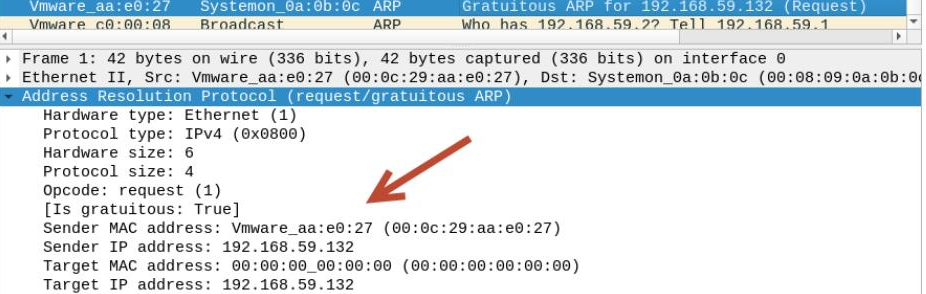 Vmware_aa:e0:27 Systemon_0a:0b:0c ARP Gratuitous ARP for 192.168.59.132 (Request)
Vmware_c0:00:08 Broadcast ARP Who has 192.168.59.2? Tell 192.168.59.1
Frame 1: 42 bytes on wire (336 bits), 42 bytes captured (336 bits) on interface 0
Ethernet II, Src: Vmware_aa:e0:27 (00:0c:29:aa:e0:27), Dst: Systemon_0a:0b:0c (00:08:09:0a:0b:0c
Address Resolution Protocol (request/gratuitous ARP)
Hardware type: Ethernet (1)
Protocol type: IPv4 (0x0800)
Hardware size: 6
Protocol size: 4
Opcode: request (1)
[Is gratuitous: True]
Sender MAC address: Vmware_aa:e0:27 (00:0c:29:aa:e0:27)
Sender IP address: 192.168.59.132
Target MAC address: 00:00:00_00:00:00 (00:00:00:00:00:00)
Target IP address: 192.168.59.132